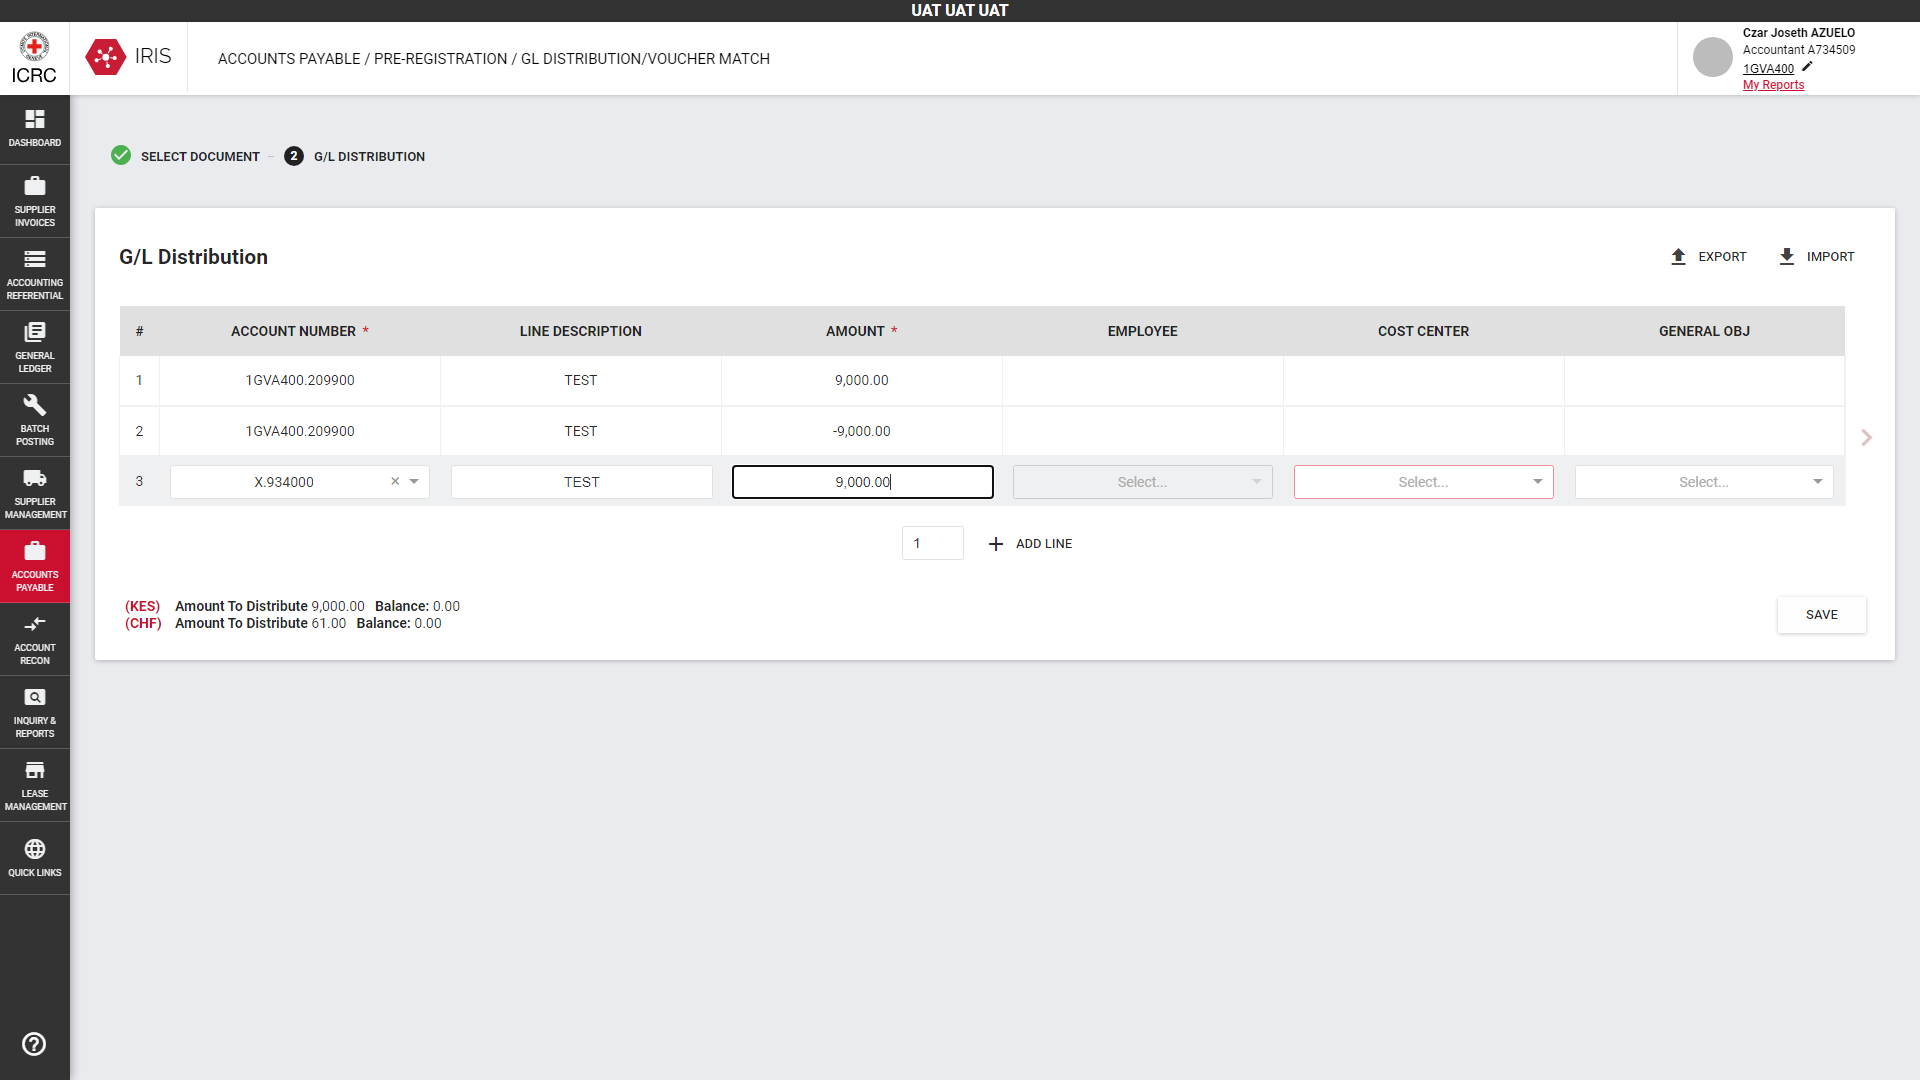 UAT UAT UAT
ICRC
IRIS
ACCOUNTS PAYABLE / PRE-REGISTRATION / GL DISTRIBUTION/VOUCHER MATCH
Czar Joseth AZUELO
Accountant A734509
1GVA400
My Reports
DASHBOARD
SUPPLIER
INVOICES
ACCOUNTING
REFERENTIAL
GENERAL
LEDGER
BATCH
POSTING
SUPPLIER
MANAGEMENT
ACCOUNTS
PAYABLE
ACCOUNT
RECON
INQUIRY &
REPORTS
LEASE
MANAGEMENT
QUICK LINKS
SELECT DOCUMENT – 2 G/L DISTRIBUTION
G/L Distribution
EXPORT IMPORT
# ACCOUNT NUMBER * LINE DESCRIPTION AMOUNT * EMPLOYEE COST CENTER GENERAL OBJ
1 1GVA400.209900 TEST 9,000.00
2 1GVA400.209900 TEST -9,000.00
3 X.934000 × TEST 9,000.00 Select... Select... Select...
1 ADD LINE
(KES) Amount To Distribute 9,000.00 Balance: 0.00
(CHF) Amount To Distribute 61.00 Balance: 0.00
SAVE